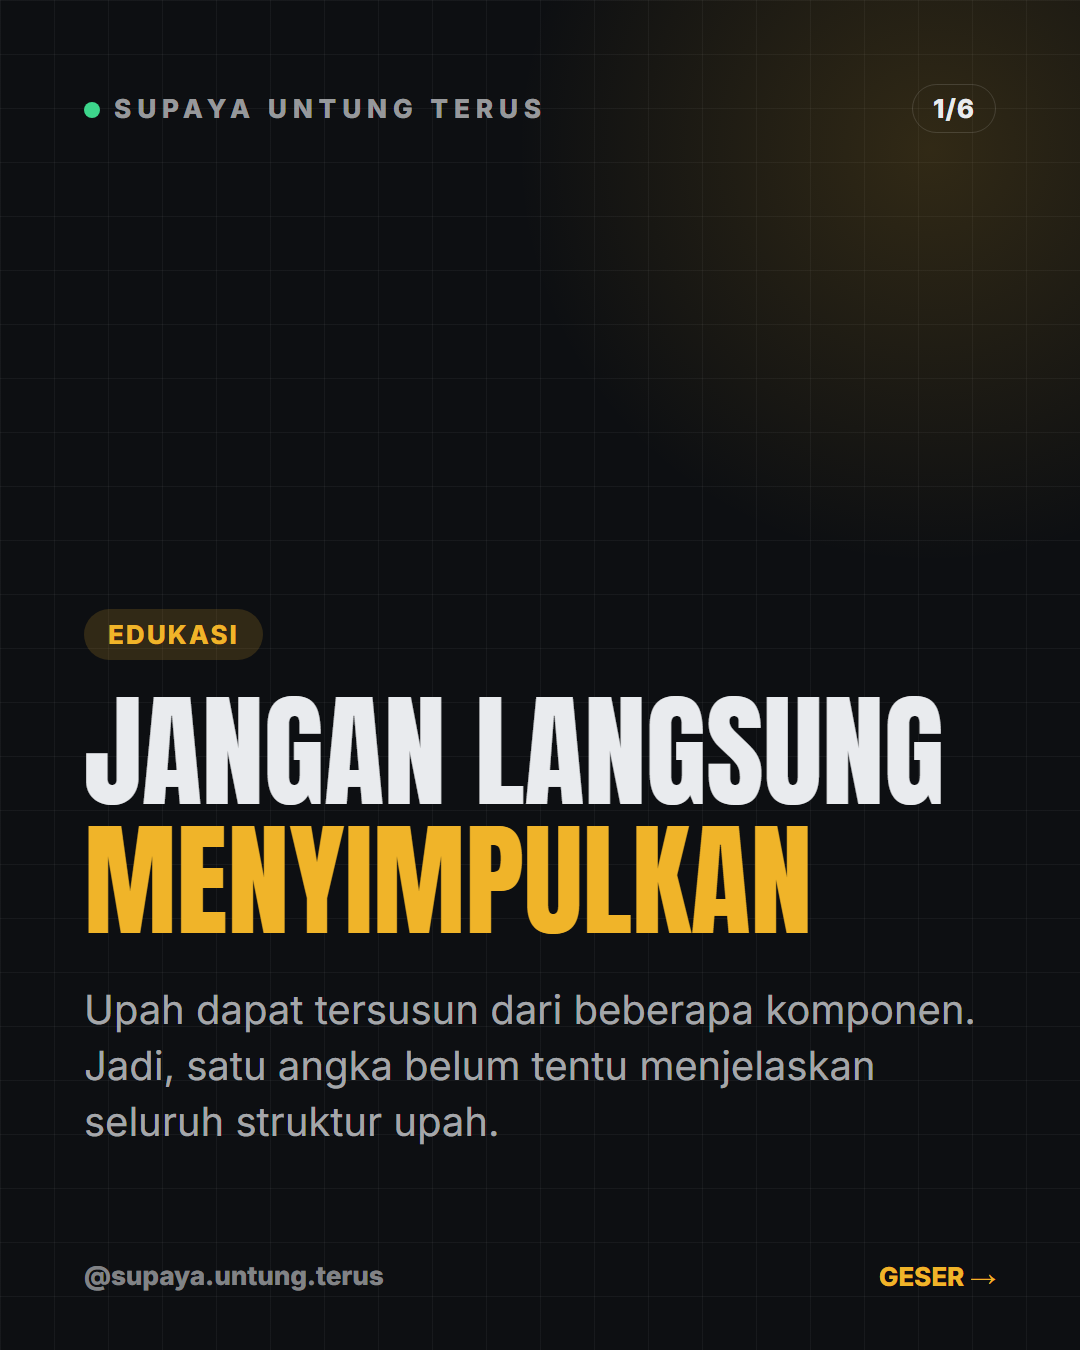 SUPAYA UNTUNG TERUS
1/6
EDUKASI
JANGAN LANGSUNG
MENYIMPULKAN
Upah dapat tersusun dari beberapa komponen.
Jadi, satu angka belum tentu menjelaskan
seluruh struktur upah.
@supaya.untung.terus
GESER →